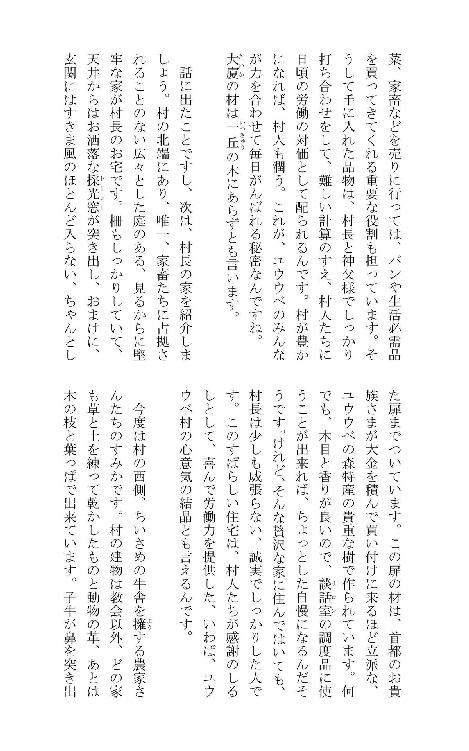 菜、家畜などを売りに行っては、パンや生活必需品
を買ってきてくれる重要な役割も担っています。そ
うして手に入れた品物は、村長と神父様でしっかり
打ち合わせをして、難しい計算のすえ、村人たちに
日頃の労働の対価として配られるんです。村が豊か
になれば、村人も潤う。これが、ユウウベのみんな
が力を合わせて毎日がんばれる秘密なんですね。
大廈の材は一丘の木にあらずとも言います。
話に出たことですし、次は、村長の家を紹介しま
しょう。村の北端にあり、唯一、家畜たちに占拠さ
れることのない広々とした庭のある、見るからに堅
牢な家が村長のお宅です。柵もしっかりしていて、
天井からはお洒落な採光窓が突き出し、おまけに、
玄関にはすきま風のほとんど入らない、ちゃんとし
た扉までついています。この扉の材は、首都のお貴
族さまが大金を積んで買い付けに来るほど立派な、
ユウウベの森特産の貴重な樹で作られています。何
でも、木目と香りが良いので、談話室の調度品に使
うことが出来れば、ちょっとした自慢になるんだそ
うです。けれど、そんな贅沢な家に住んではいても、
村長は少しも威張らない、誠実でしっかりした人で
す。このすばらしい住宅は、村人たちが感謝のしる
しとして、喜んで労働力を提供した、いわば、ユウ
ウベ村の心意気の結晶とも言えるんです。
今度は村の西側、ちいさめの牛舎を擁する農家さ
んたちのすみかです。村の建物は教会以外、どの家
も草と土を練って乾かしたものと動物の革、あとは
木の枝と葉っぱで出来ています。子牛が鼻を突き出